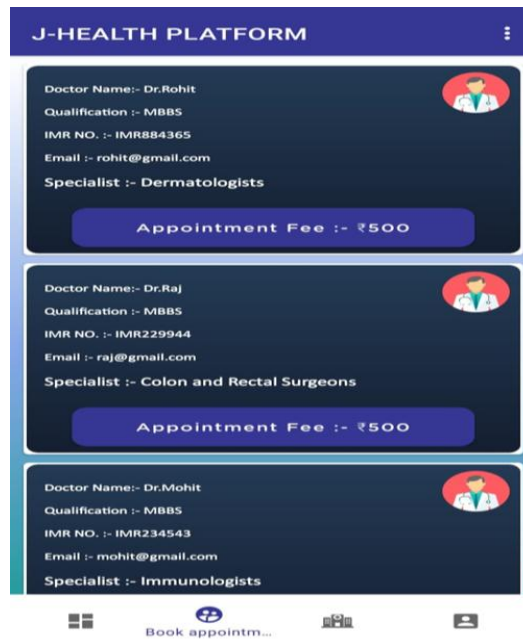 J-HEALTH PLATFORM
Doctor Name:- Dr.Rohit
Qualification :- MBBS
IMR NO. :- IMR884365
Email :- rohit@gmail.com
Specialist :- Dermatologists
Appointment Fee :- ₹500
Doctor Name:- Dr.Raj
Qualification :- MBBS
IMR NO. :- IMR229944
Email :- raj@gmail.com
Specialist :- Colon and Rectal Surgeons
Appointment Fee :- ₹500
Doctor Name:- Dr.Mohit
Qualification :- MBBS
IMR NO. :- IMR234543
Email :- mohit@gmail.com
Specialist :- Immunologists
Book appointm...